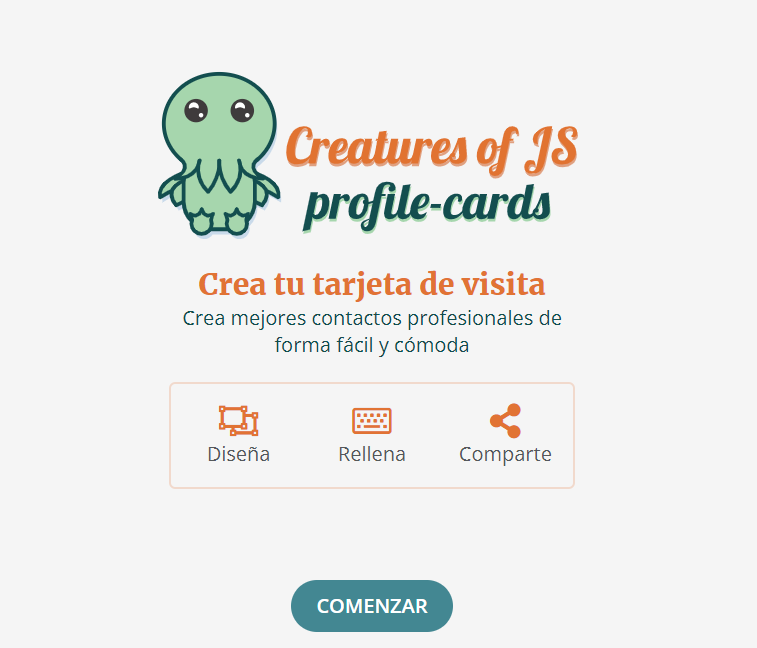 Creatures of JS
profile-cards
Crea tu tarjeta de visita
Crea mejores contactos profesionales de
forma fácil y cómoda
Diseña
Rellena
Comparte
COMENZAR